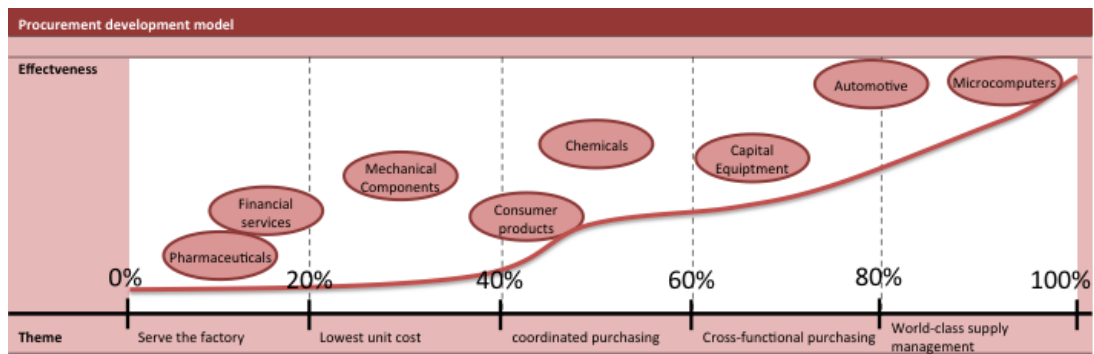 Procurement development model
Effectveness
Automotive
Microcomputers
Chemicals
Capital
Equiptment
Mechanical
Components
Financial
services
Consumer
products
Pharmaceuticals
0%
20%
40%
60%
80%
100%
Theme
Serve the factory
Lowest unit cost
coordinated purchasing
Cross-functional purchasing
World-class supply
management